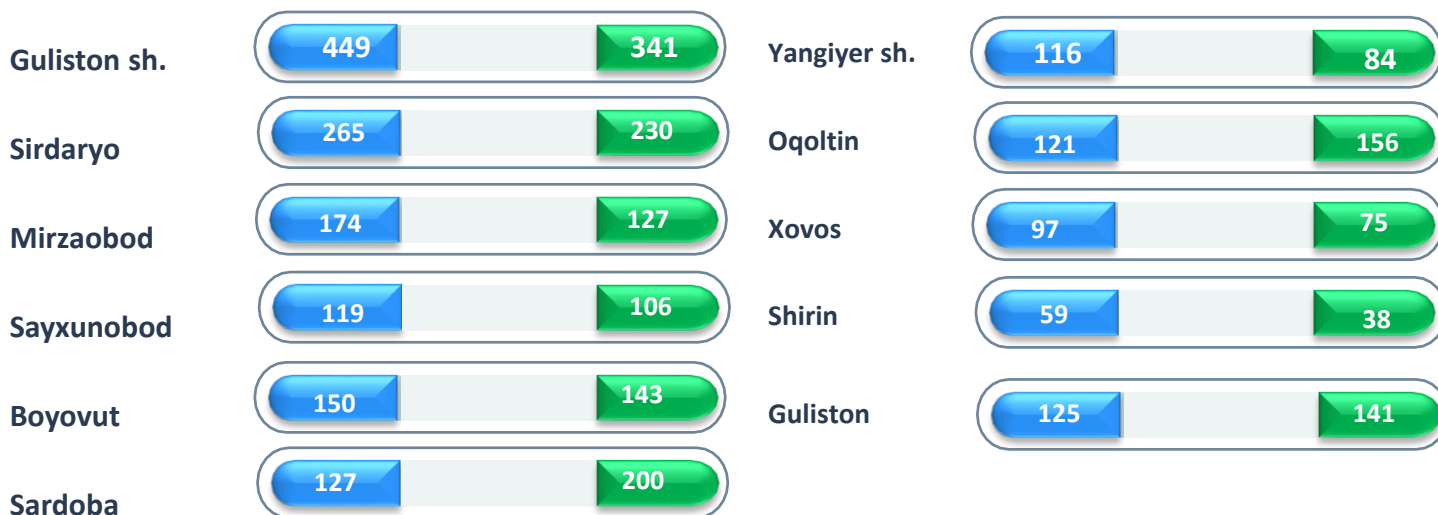 Guliston sh. 449 341
Sirdaryo 265 230
Mirzaobod 174 127
Sayxunobod 119 106
Boyovut 150 143
Sardoba 127 200
Yangiyer sh. 116 84
Oqoltin 121 156
Xovos 97 75
Shirin 59 38
Guliston 125 141